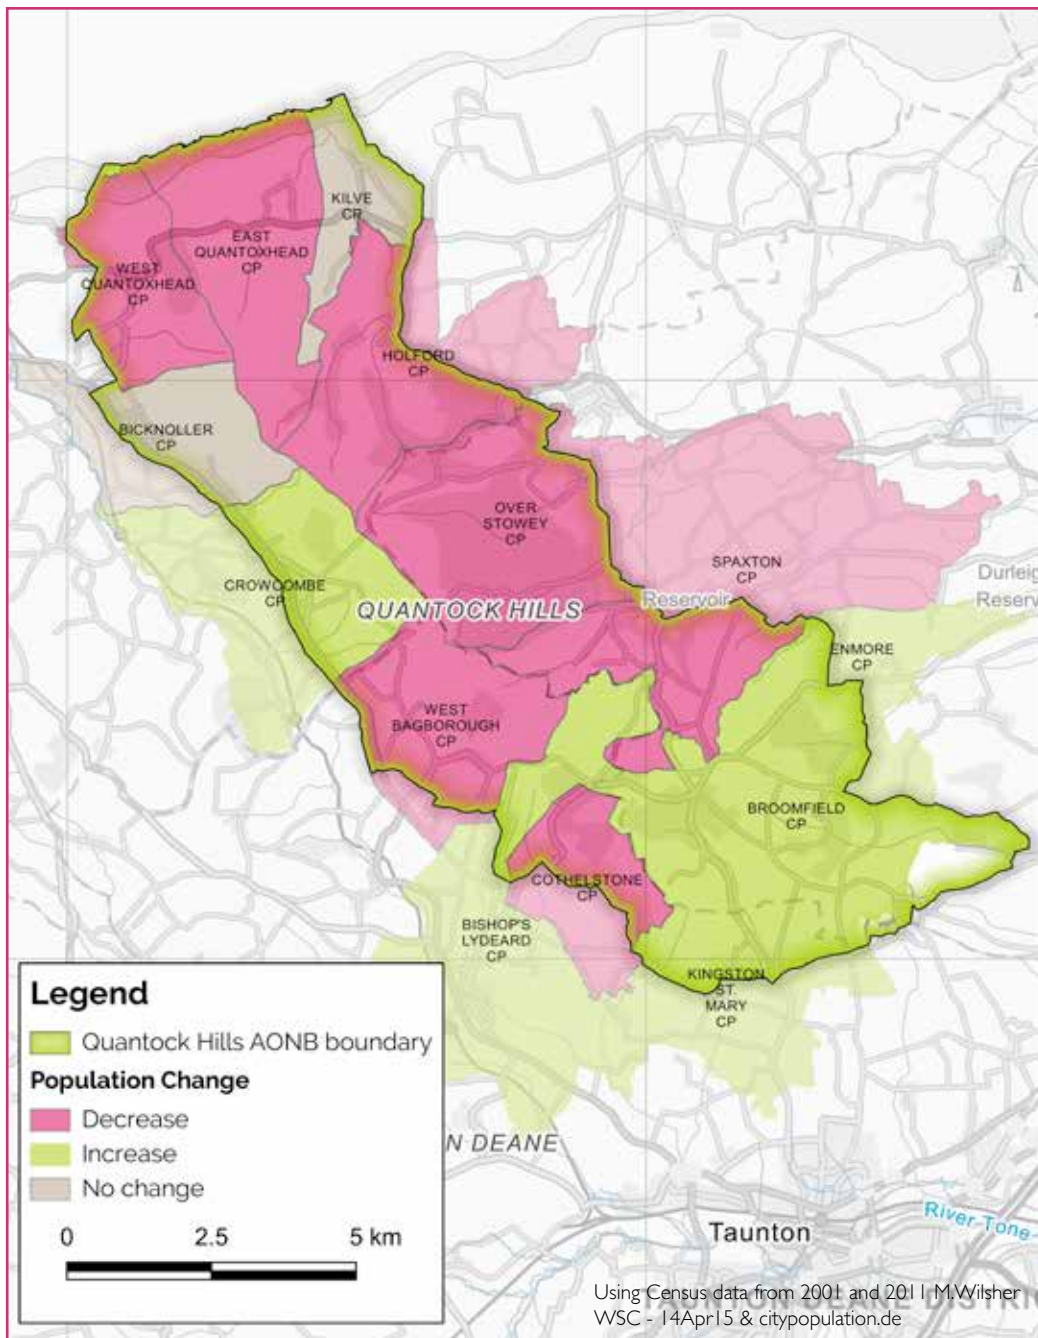 KILVE
CP
EAST
QUANTOXHEAD
CP
WEST
QUANTOXHEAD
CP
HOLFORD
CP
BICKNOLLER
CP
OVER
STOWEY
CP
SPAXTON
CP
Durleig
Reserv
Reservoir
CROWCOMBE
CP
QUANTOCK HILLS
ENMORE
CP
WEST
BAGBOROUGH
CP
BROOMFIELD
CP
COTHELSTONE
CP
BISHOP'S
LYDEARD
CP
KINGSTON
ST.
MARY
CP
Legend
Quantock Hills AONB boundary
Population Change
Decrease
Increase
No change
0 2.5 5 km
N DEANE
Taunton
River Tone
Using Census data from 2001 and 2011 M.Wilsher
WSC - 14Apr15 & citypopulation.de